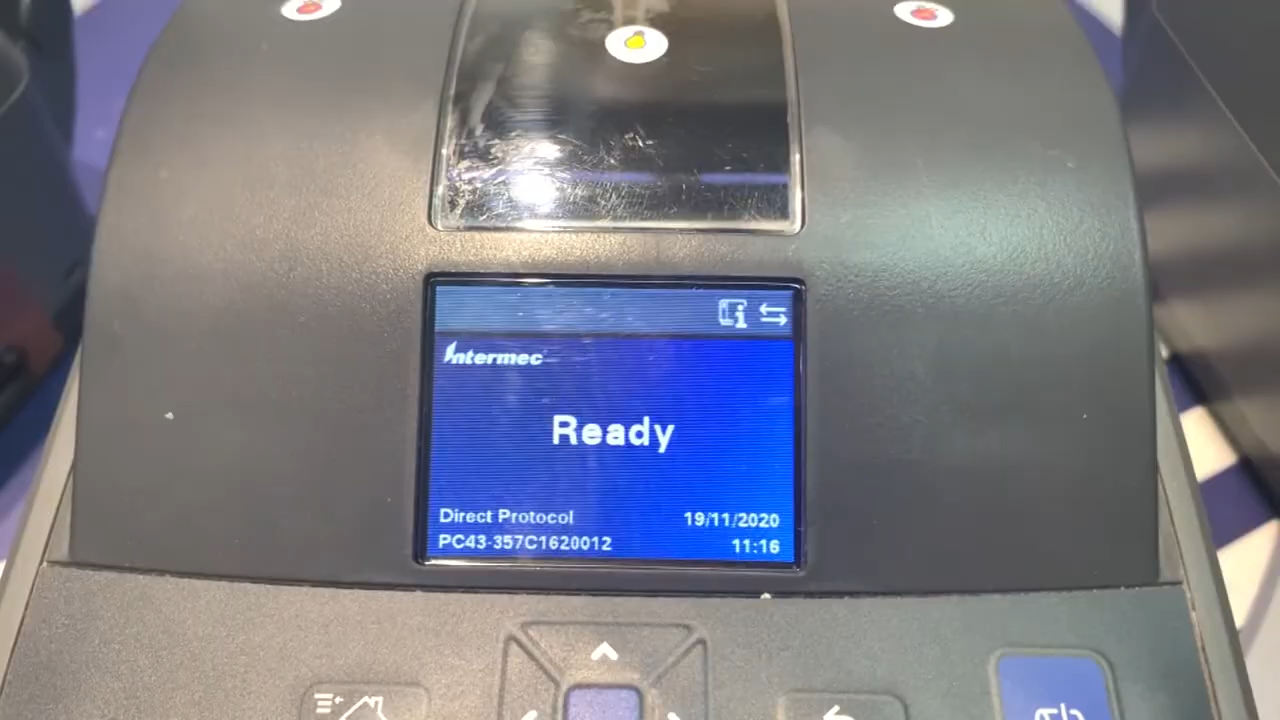 Intermec
Ready
Direct Protocol
19/11/2020
PC43-357C1620012
11:16